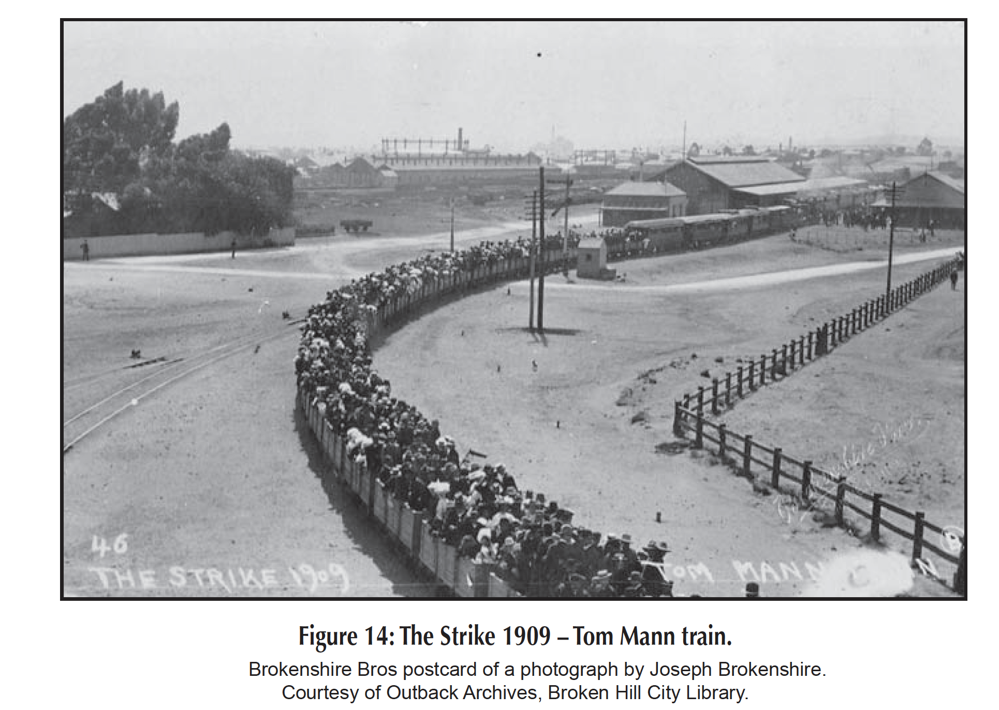 46
THE STRIKE 1909
TOM MANN
Figure 14: The Strike 1909 – Tom Mann train.
Brokenshire Bros postcard of a photograph by Joseph Brokenshire.
Courtesy of Outback Archives, Broken Hill City Library.